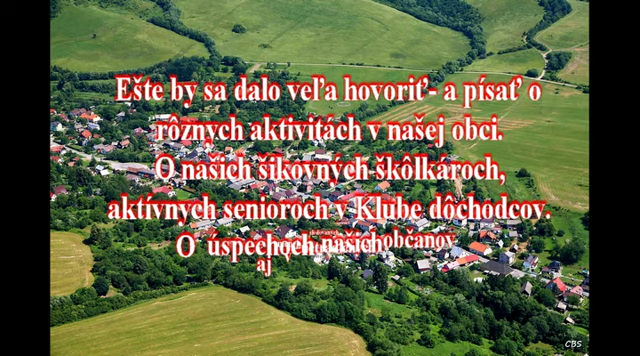 Ešte by sa dalo veľa hovoriť - a písať o
rôznych aktivitách v našej obci.
O našich šikovných škôlkároch,
aktívnych senioroch v Klube dôchodcov.
O úspechoch našich občanov
aj
CBS